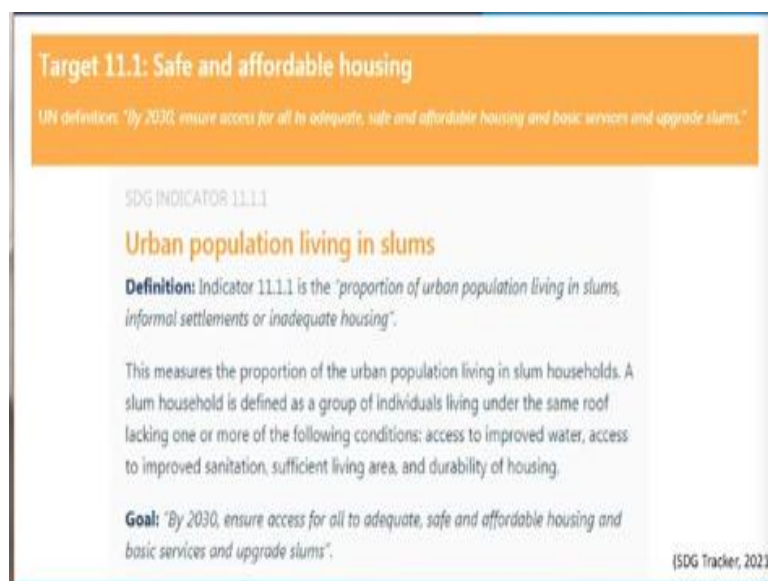 Target 11.1: Safe and affordable housing
UN definition: "By 2030, ensure access for all to adequate, safe and affordable housing and basic services and upgrade slums."
SDG INDICATOR 11.1.1
Urban population living in slums
Definition: Indicator 11.1.1 is the "proportion of urban population living in slums,
informal settlements or inadequate housing".
This measures the proportion of the urban population living in slum households. A
slum household is defined as a group of individuals living under the same roof
lacking one or more of the following conditions: access to improved water, access
to improved sanitation, sufficient living area, and durability of housing.
Goal: "By 2030, ensure access for all to adequate, safe and affordable housing and
basic services and upgrade slums".
(SDG Tracker, 2021